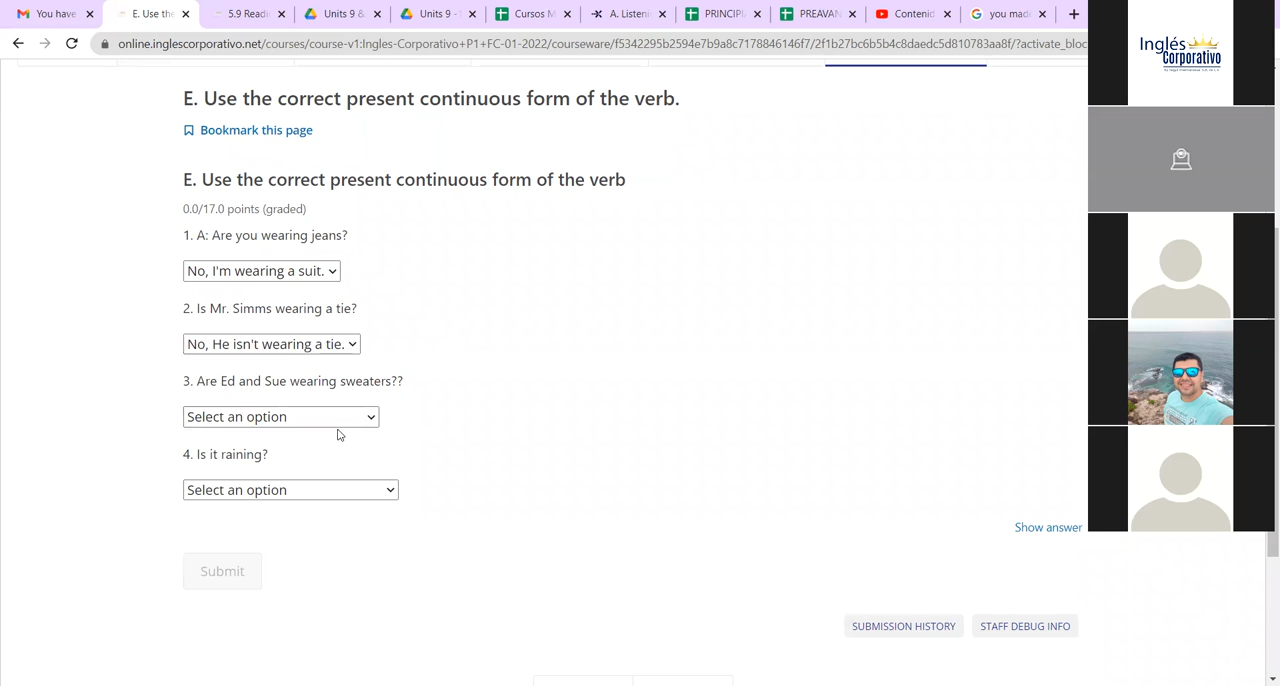 You have
E. Use the
5.9 Readi
Units 9 &
Units 9 -
Cursos M
A. Listeni
PRINCIPI
PREAVAN
Contenid
you made
online.inglescorporativo.net/courses/course-v1:Ingles-Corporativo+P1+FC-01-2022/courseware/f5342295b2594e7b9a8c7178846146f7/2f1b27bc6b5b4c8daedc5d810783aa8f/?activate_bloc
Inglés
Corporativo
E. Use the correct present continuous form of the verb.
Bookmark this page
E. Use the correct present continuous form of the verb
0.0/17.0 points (graded)
1. A: Are you wearing jeans?
No, I'm wearing a suit.
2. Is Mr. Simms wearing a tie?
No, He isn't wearing a tie.
3. Are Ed and Sue wearing sweaters??
Select an option
4. Is it raining?
Select an option
Show answer
Submit
SUBMISSION HISTORY
STAFF DEBUG INFO